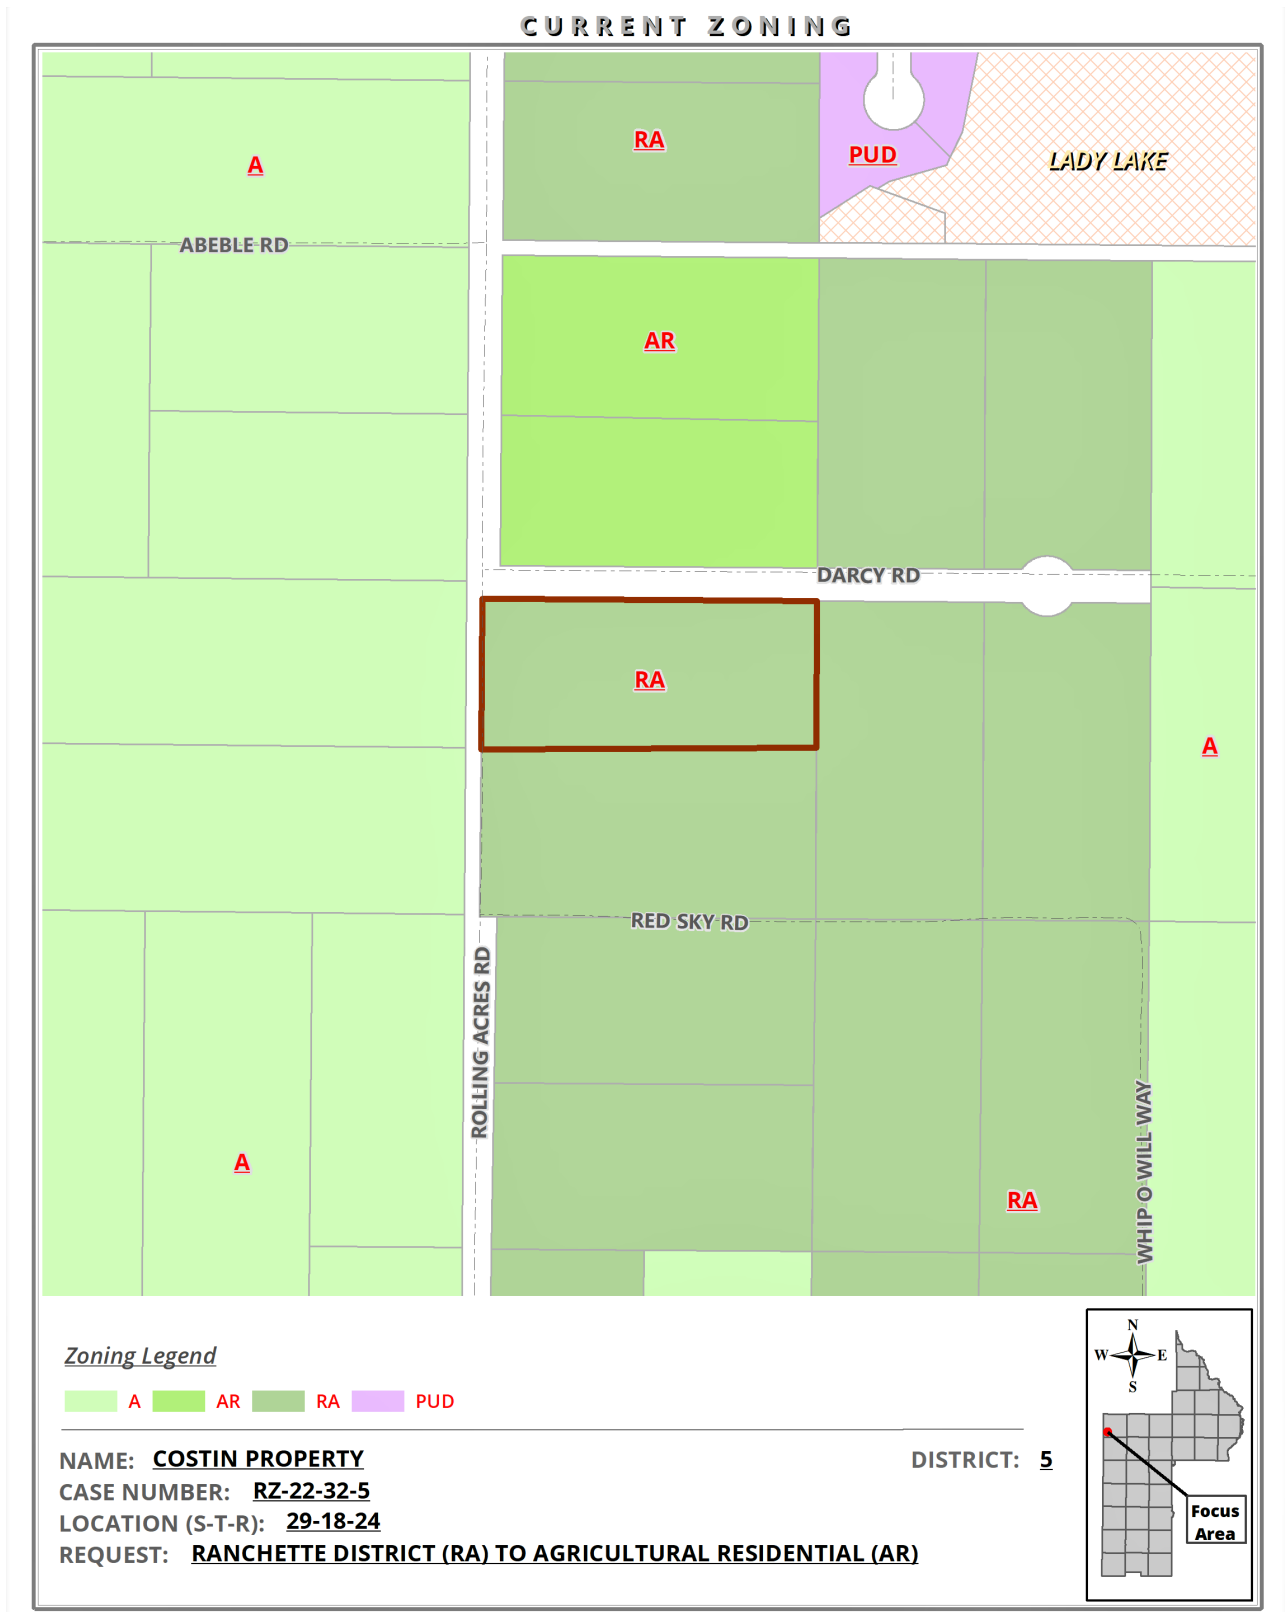 CURRENT ZONING
RA
A
PUD
LADY LAKE
ABEBLE RD
AR
DARCY RD
RA
A
RED SKY RD
ROLLING ACRES RD
WHIP O WILL WAY
A
RA
Zoning Legend
A AR RA PUD
NAME: COSTIN PROPERTY DISTRICT: 5
CASE NUMBER: RZ-22-32-5
LOCATION (S-T-R): 29-18-24
REQUEST: RANCHETTE DISTRICT (RA) TO AGRICULTURAL RESIDENTIAL (AR)
N
W E
S
Focus
Area